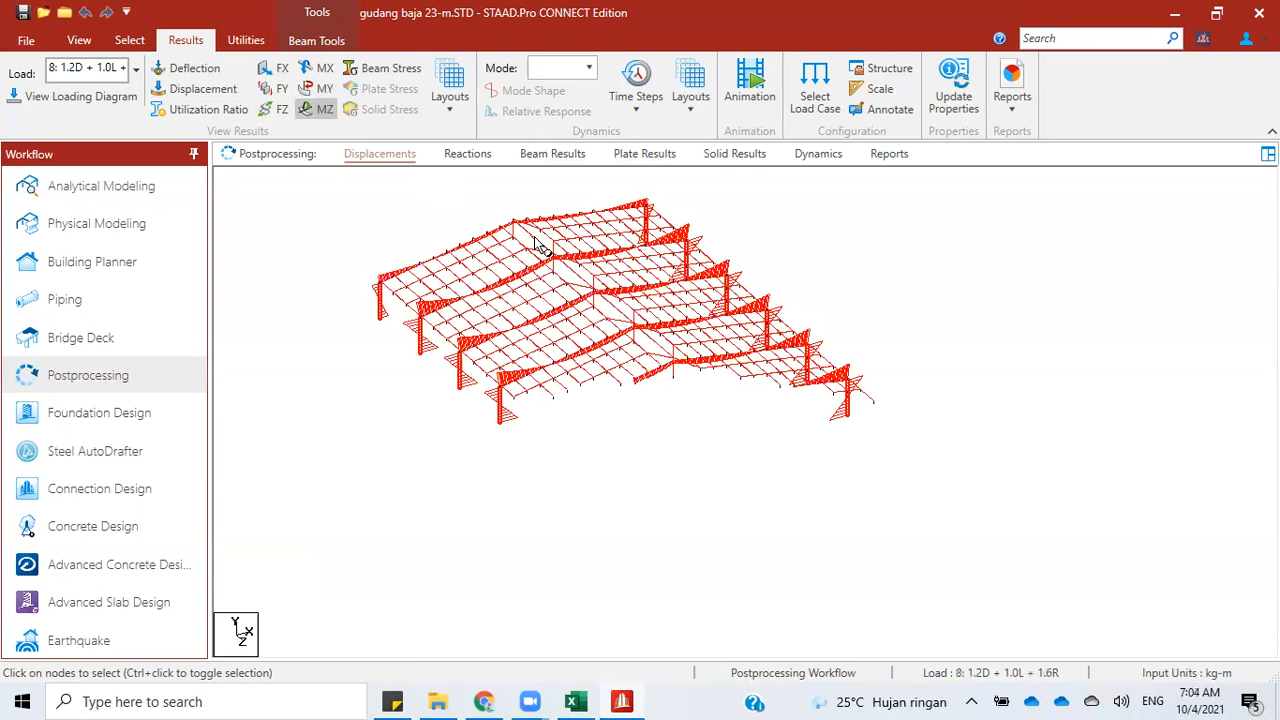 Tools
gudang baja 23-m.STD - STAAD.Pro CONNECT Edition
File
View
Select
Results
Utilities
Beam Tools
Search
Load:
8: 1.2D + 1.0L +
View Loading Diagram
Deflection
Displacement
Utilization Ratio
FX
FY
FZ
MX
MY
MZ
Beam Stress
Plate Stress
Solid Stress
Layouts
View Results
Mode:
Mode Shape
Relative Response
Time Steps
Layouts
Dynamics
Animation
Animation
Select
Load Case
Structure
Scale
Annotate
Configuration
Update
Properties
Properties
Reports
Reports
Workflow
Analytical Modeling
Physical Modeling
Building Planner
Piping
Bridge Deck
Postprocessing
Foundation Design
Steel AutoDrafter
Connection Design
Concrete Design
Advanced Concrete Desi...
Advanced Slab Design
Earthquake
Postprocessing:
Displacements
Reactions
Beam Results
Plate Results
Solid Results
Dynamics
Reports
Y
X
Z
Click on nodes to select (Ctrl+click to toggle selection)
Postprocessing Workflow
Load : 8: 1.2D + 1.0L + 1.6R
Input Units : kg-m
Type here to search
25°C Hujan ringan
ENG
7:04 AM
10/4/2021
5